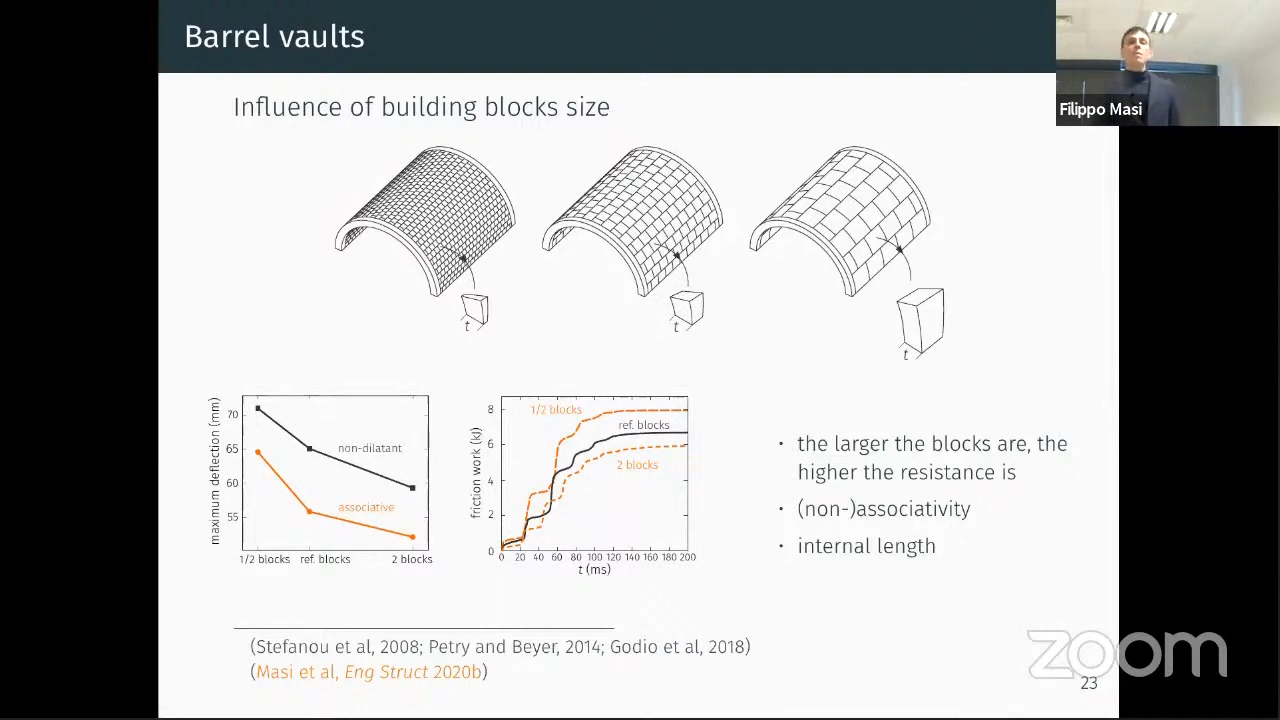 Barrel vaults
Filippo Masi
Influence of building blocks size
t
t
t
maximum deflection (mm)
70
65
60
55
non-dilatant
associative
1/2 blocks
ref. blocks
2 blocks
friction work (kJ)
8
6
4
2
0
1/2 blocks
ref. blocks
2 blocks
0 20 40 60 80 100 120 140 160 180 200
t (ms)
· the larger the blocks are, the
higher the resistance is
· (non-)associativity
· internal length
(Stefanou et al, 2008; Petry and Beyer, 2014; Godio et al, 2018)
(Masi et al, Eng Struct 2020b)
zoom
23